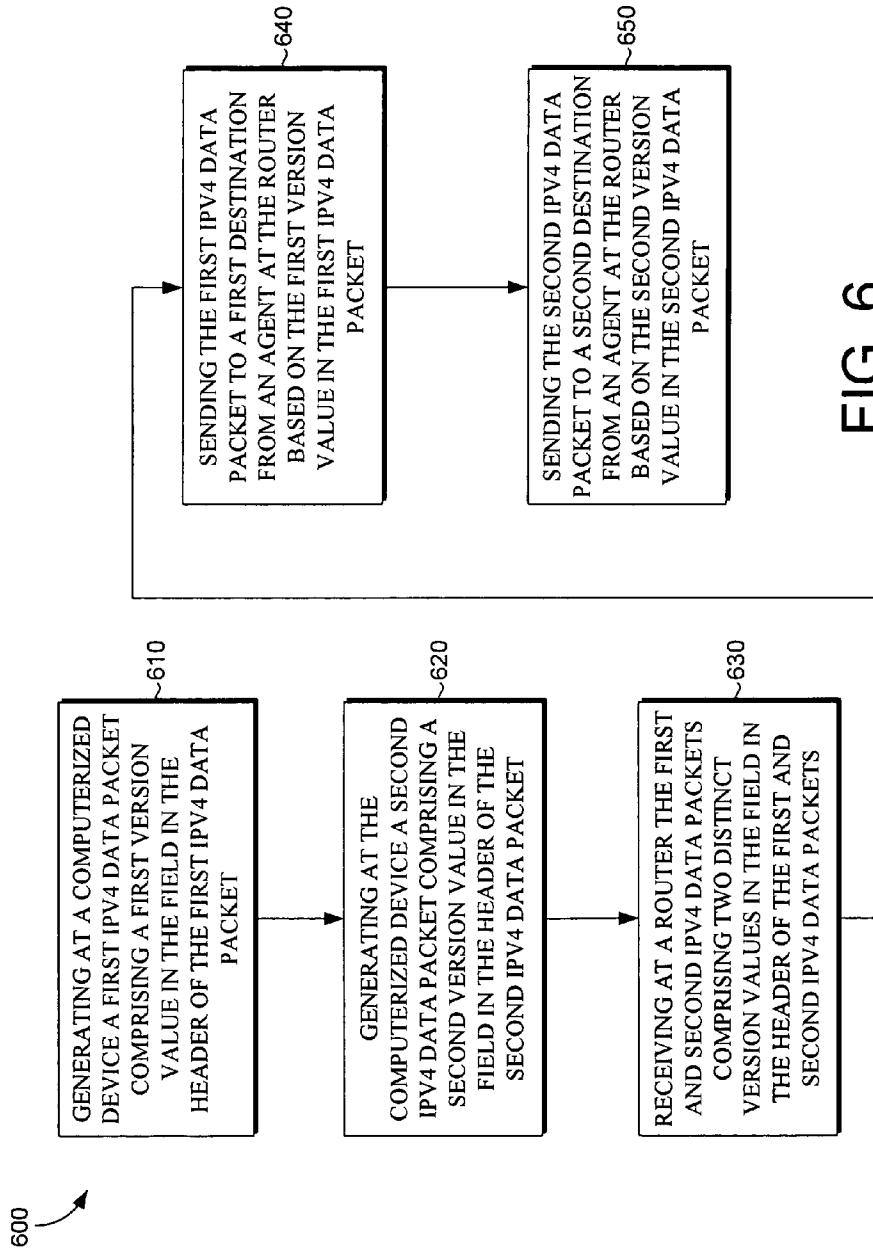 600
GENERATING AT A COMPUTERIZED
DEVICE A FIRST IPV4 DATA PACKET
COMPRISING A FIRST VERSION
VALUE IN THE FIELD IN THE
HEADER OF THE FIRST IPV4 DATA
PACKET
610
GENERATING AT THE
COMPUTERIZED DEVICE A SECOND
IPV4 DATA PACKET COMPRISING A
SECOND VERSION VALUE IN THE
FIELD IN THE HEADER OF THE
SECOND IPV4 DATA PACKET
620
RECEIVING AT A ROUTER THE FIRST
AND SECOND IPV4 DATA PACKETS
COMPRISING TWO DISTINCT
VERSION VALUES IN THE FIELD IN
THE HEADER OF THE FIRST AND
SECOND IPV4 DATA PACKETS
630
SENDING THE FIRST IPV4 DATA
PACKET TO A FIRST DESTINATION
FROM AN AGENT AT THE ROUTER
BASED ON THE FIRST VERSION
VALUE IN THE FIRST IPV4 DATA
PACKET
640
SENDING THE SECOND IPV4 DATA
PACKET TO A SECOND DESTINATION
FROM AN AGENT AT THE ROUTER
BASED ON THE SECOND VERSION
VALUE IN THE SECOND IPV4 DATA
PACKET
650
FIG. 6